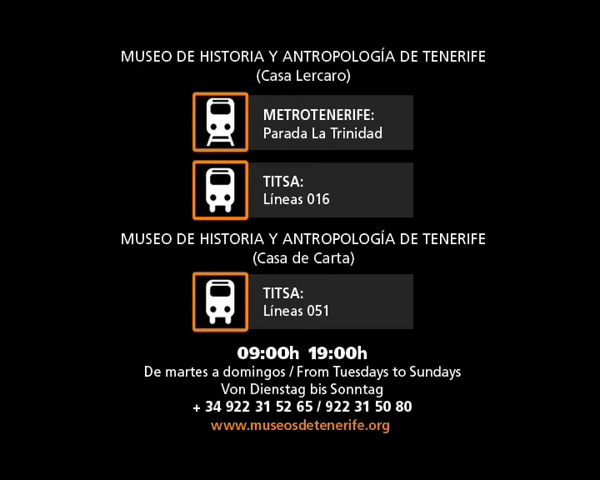 MUSEO DE HISTORIA Y ANTROPOLOGÍA DE TENERIFE
(Casa Lercaro)
METROTENERIFE:
Parada La Trinidad
TITSA:
Líneas 016
MUSEO DE HISTORIA Y ANTROPOLOGÍA DE TENERIFE
(Casa de Carta)
TITSA:
Líneas 051
09:00h 19:00h
De martes a domingos / From Tuesdays to Sundays
Von Dienstag bis Sonntag
+ 34 922 31 52 65 / 922 31 50 80
www.museosdetenerife.org